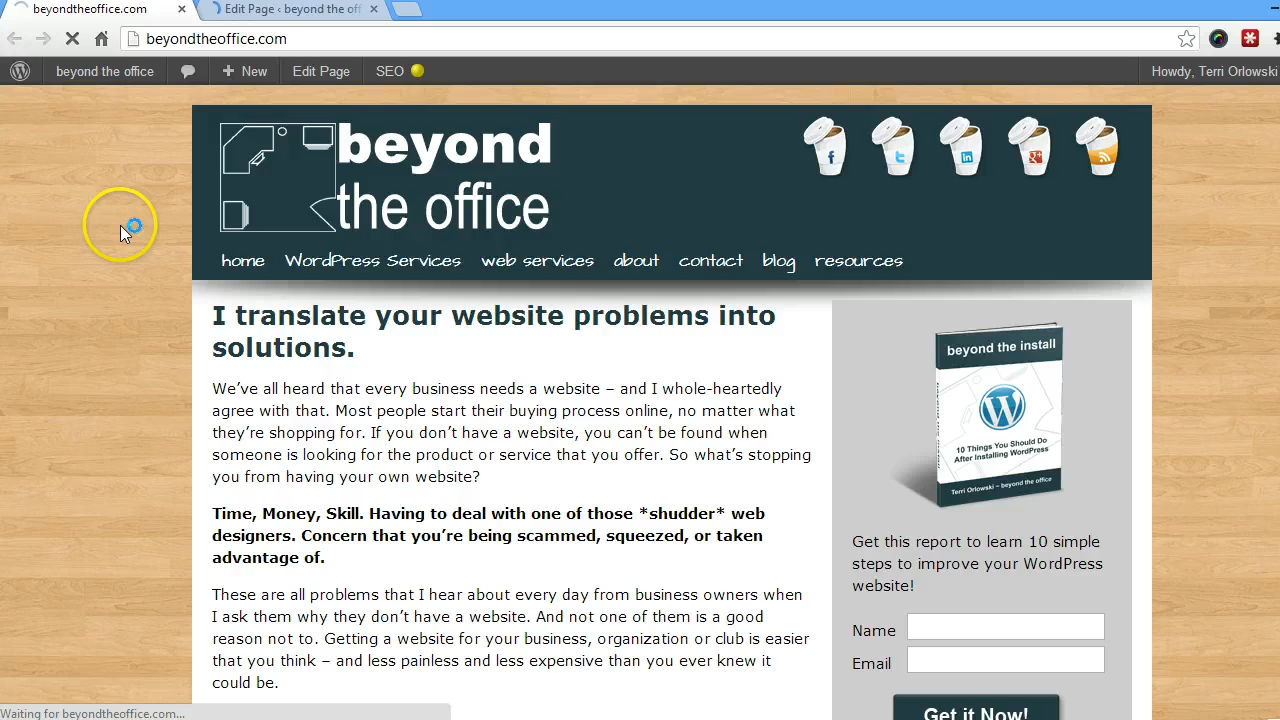 beyondtheoffice.com
Edit Page ‹ beyond the off
beyondtheoffice.com
beyond the office
New
Edit Page
SEO
Howdy, Terri Orlowski
beyond
the office
home WordPress Services web services about contact blog resources
I translate your website problems into
solutions.
We've all heard that every business needs a website – and I whole-heartedly
agree with that. Most people start their buying process online, no matter what
they're shopping for. If you don't have a website, you can't be found when
someone is looking for the product or service that you offer. So what's stopping
you from having your own website?
Time, Money, Skill. Having to deal with one of those *shudder* web
designers. Concern that you're being scammed, squeezed, or taken
advantage of.
These are all problems that I hear about every day from business owners when
I ask them why they don't have a website. And not one of them is a good
reason not to. Getting a website for your business, organization or club is easier
that you think – and less painless and less expensive than you ever knew it
could be.
beyond the install
10 Things You Should Do
After Installing WordPress
Terri Orlowski – beyond the office
Get this report to learn 10 simple
steps to improve your WordPress
website!
Name
Email
Get it Now!
Waiting for beyondtheoffice.com...